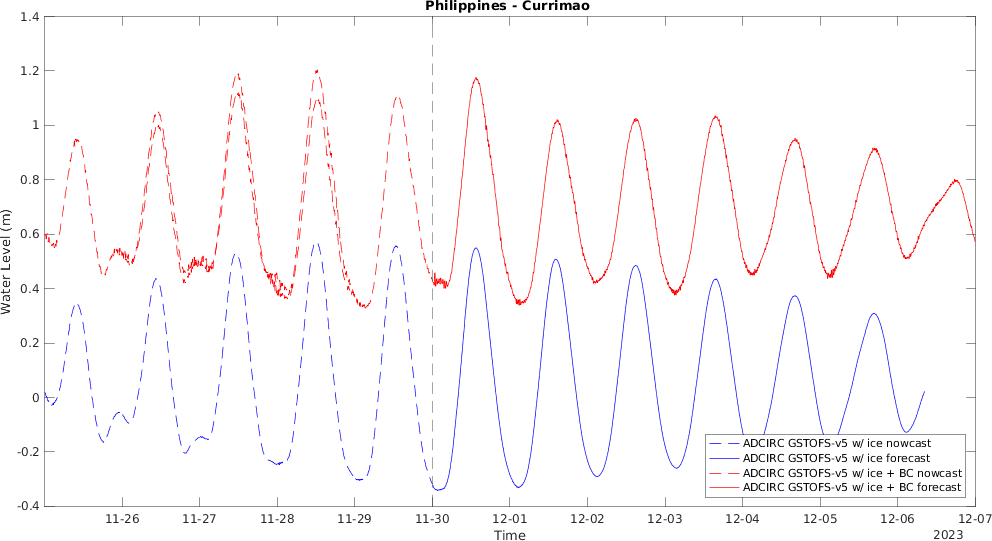 Philippines - Currimao
1.4
1.2
1
0.8
0.6
0.4
0.2
0
-0.2
-0.4
Water Level (m)
ADCIRC GSTOFS-v5 w/ ice nowcast
ADCIRC GSTOFS-v5 w/ ice forecast
ADCIRC GSTOFS-v5 w/ ice + BC nowcast
ADCIRC GSTOFS-v5 w/ ice + BC forecast
11-26 11-27 11-28 11-29 11-30 12-01 12-02 12-03 12-04 12-05 12-06 12-07
Time
2023